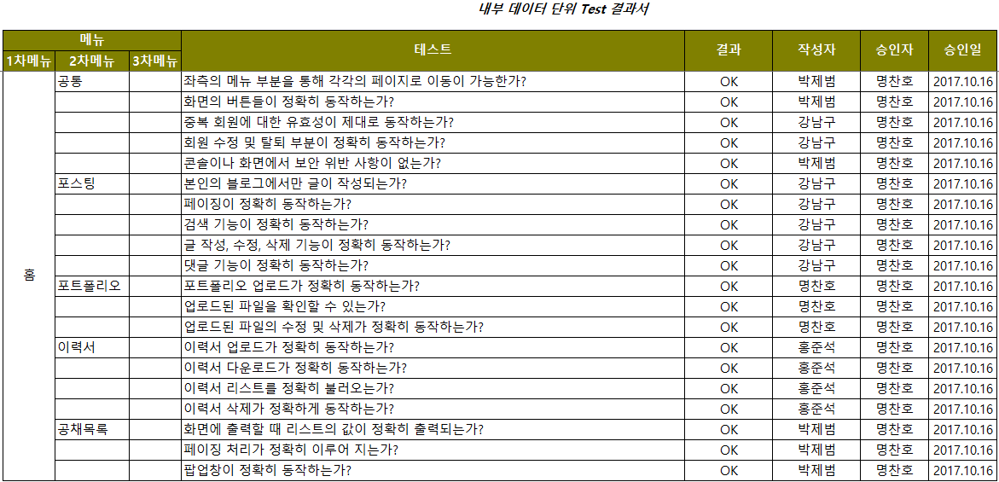 내부 데이터 단위 Test 결과서
메뉴 테스트 결과 작성자 승인자 승인일
1차메뉴 2차메뉴 3차메뉴
공통 좌측의 메뉴 부분을 통해 각각의 페이지로 이동이 가능한가? OK 박제범 명찬호 2017.10.16
화면의 버튼들이 정확히 동작하는가? OK 박제범 명찬호 2017.10.16
중복 회원에 대한 유효성이 제대로 동작하는가? OK 강남구 명찬호 2017.10.16
회원 수정 및 탈퇴 부분이 정확히 동작하는가? OK 강남구 명찬호 2017.10.16
콘솔이나 화면에서 보안 위반 사항이 없는가? OK 박제범 명찬호 2017.10.16
포스팅 본인의 블로그에서만 글이 작성되는가? OK 강남구 명찬호 2017.10.16
페이징이 정확히 동작하는가? OK 강남구 명찬호 2017.10.16
검색 기능이 정확히 동작하는가? OK 강남구 명찬호 2017.10.16
글 작성, 수정, 삭제 기능이 정확히 동작하는가? OK 강남구 명찬호 2017.10.16
댓글 기능이 정확히 동작하는가? OK 강남구 명찬호 2017.10.16
홈 포트폴리오 포트폴리오 업로드가 정확히 동작하는가? OK 명찬호 명찬호 2017.10.16
업로드된 파일을 확인할 수 있는가? OK 명찬호 명찬호 2017.10.16
업로드된 파일의 수정 및 삭제가 정확히 동작하는가? OK 명찬호 명찬호 2017.10.16
이력서 이력서 업로드가 정확히 동작하는가? OK 홍준석 명찬호 2017.10.16
이력서 다운로드가 정확히 동작하는가? OK 홍준석 명찬호 2017.10.16
이력서 리스트를 정확히 불러오는가? OK 홍준석 명찬호 2017.10.16
이력서 삭제가 정확하게 동작하는가? OK 홍준석 명찬호 2017.10.16
공채목록 화면에 출력할 때 리스트의 값이 정확히 출력되는가? OK 박제범 명찬호 2017.10.16
페이징 처리가 정확히 이루어 지는가? OK 박제범 명찬호 2017.10.16
팝업창이 정확히 동작하는가? OK 박제범 명찬호 2017.10.16